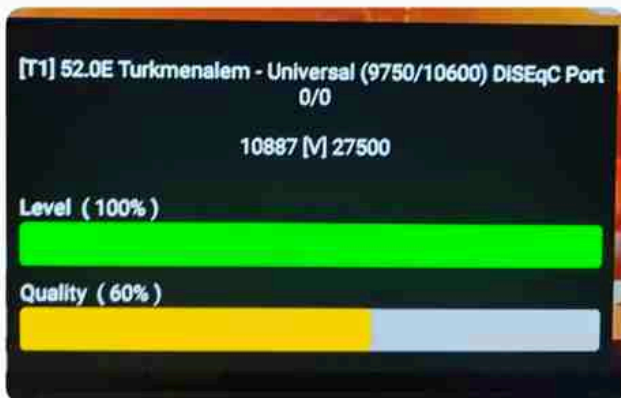 [T1] 52.0E Turkmenalem - Universal (9750/10600) DiSEqC Port
0/0
10887 [V] 27500
Level ( 100% )
Quality ( 60% )